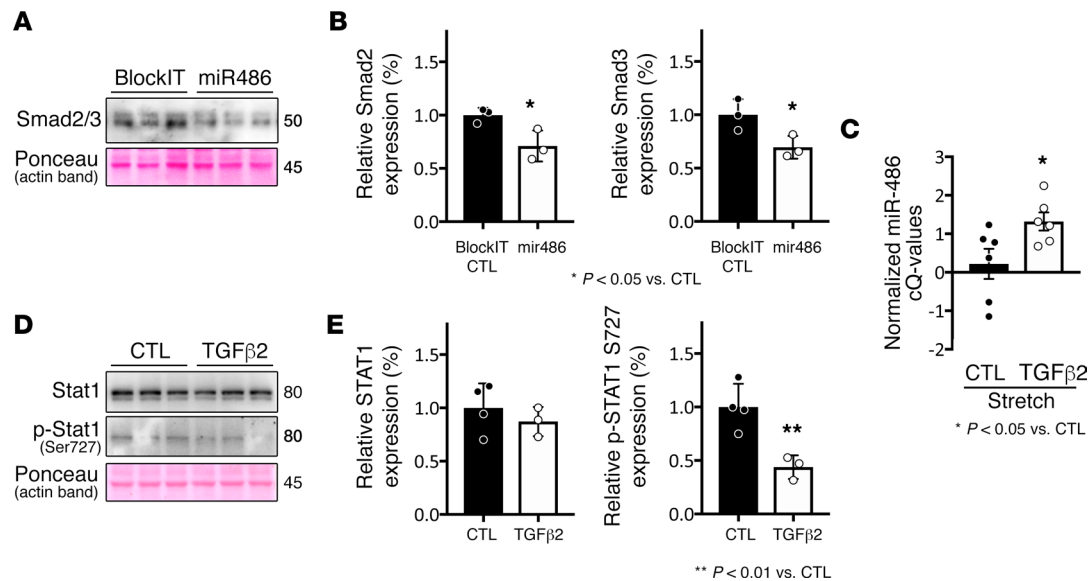 A
BlockIT miR486
Smad2/3
50
Ponceau
(actin band)
45
B
Relative Smad2
expression (%)
1.5
1.0
0.5
0.0
*
BlockIT
CTL
mir486
Relative Smad3
expression (%)
1.5
1.0
0.5
0.0
*
BlockIT
CTL
mir486
* P < 0.05 vs. CTL
C
Normalized miR-486
cQ-values
3
2
1
0
-1
-2
*
CTL TGFβ2
Stretch
* P < 0.05 vs. CTL
D
CTL TGFβ2
Stat1
80
p-Stat1
(Ser727)
80
Ponceau
(actin band)
45
E
Relative STAT1
expression (%)
1.5
1.0
0.5
0.0
CTL TGFβ2
Relative p-STAT1 S727
expression (%)
1.5
1.0
0.5
0.0
**
CTL TGFβ2
** P < 0.01 vs. CTL